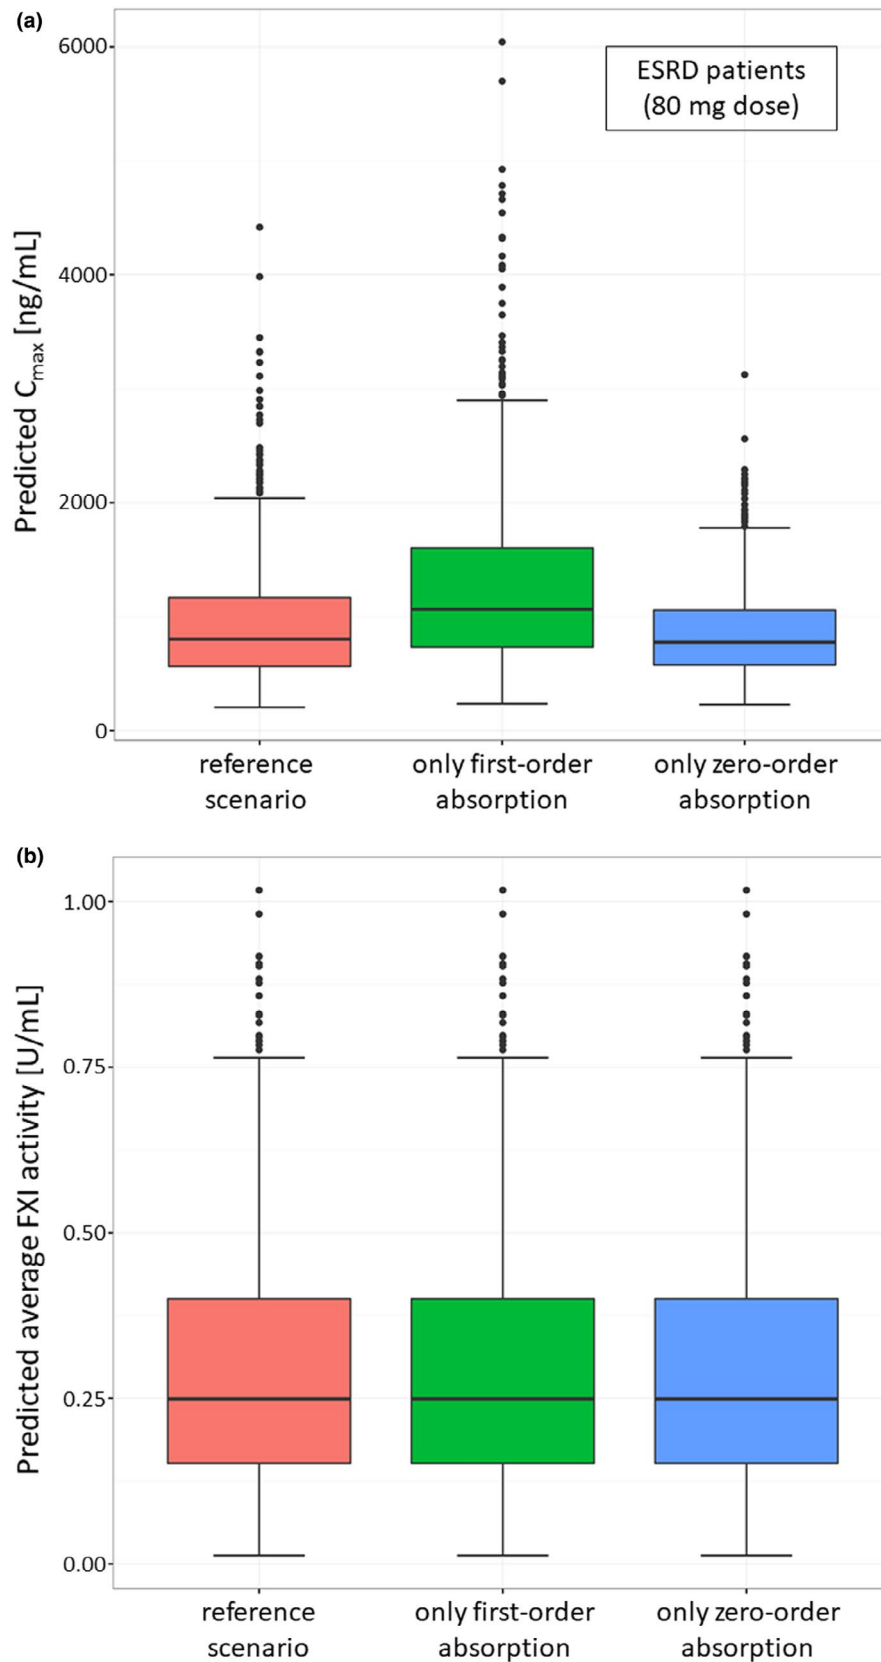 (a)
6000
ESRD patients
(80 mg dose)
4000
Predicted Cmax [ng/mL]
2000
0
reference
scenario
only first-order
absorption
only zero-order
absorption
(b)
1.00
0.75
Predicted average FXI activity [U/mL]
0.50
0.25
0.00
reference
scenario
only first-order
absorption
only zero-order
absorption